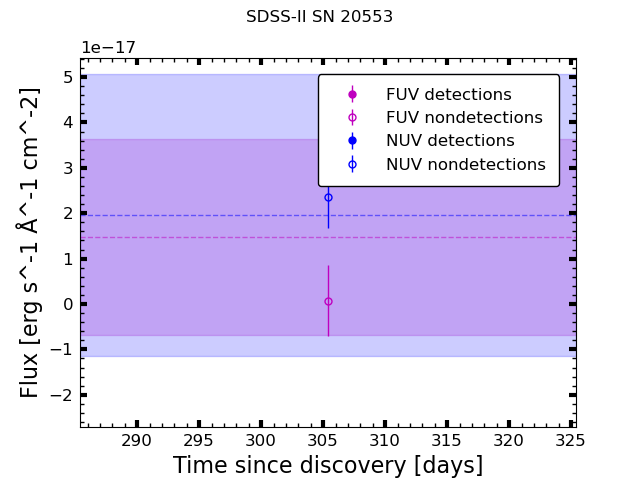 SDSS-II SN 20553
1e−17
5
4
3
2
1
0
−1
−2
Flux [erg s^-1 Å^-1 cm^-2]
FUV detections
FUV nondetections
NUV detections
NUV nondetections
290 295 300 305 310 315 320 325
Time since discovery [days]